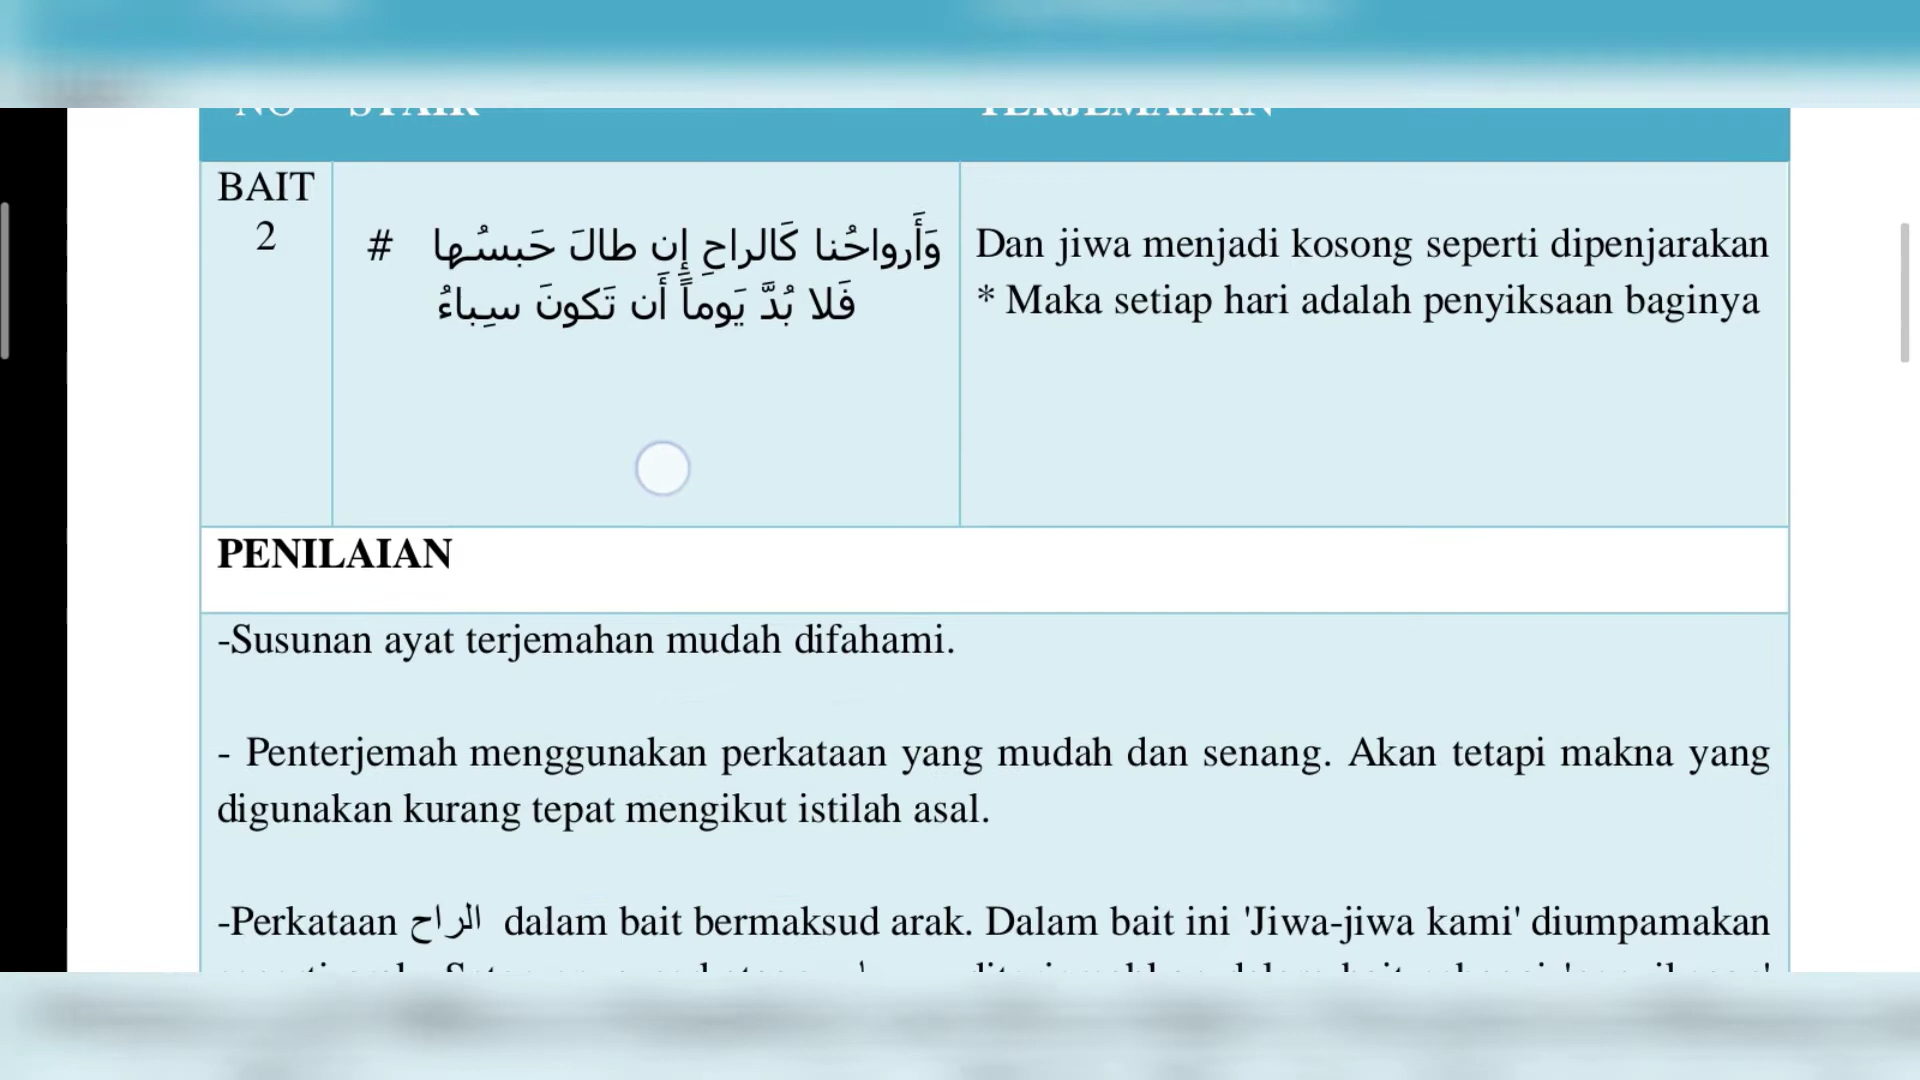 NO SYAIR TERJEMAHAN
BAIT
2
وَأَرواحُنا كَالراحِ إِن طالَ حَبسُها #
فَلا بُدَّ يَوماً أَن تَكونَ سِباءُ
Dan jiwa menjadi kosong seperti dipenjarakan
* Maka setiap hari adalah penyiksaan baginya
PENILAIAN
-Susunan ayat terjemahan mudah difahami.
- Penterjemah menggunakan perkataan yang mudah dan senang. Akan tetapi makna yang
digunakan kurang tepat mengikut istilah asal.
-Perkataan الراح dalam bait bermaksud arak. Dalam bait ini 'Jiwa-jiwa kami' diumpamakan